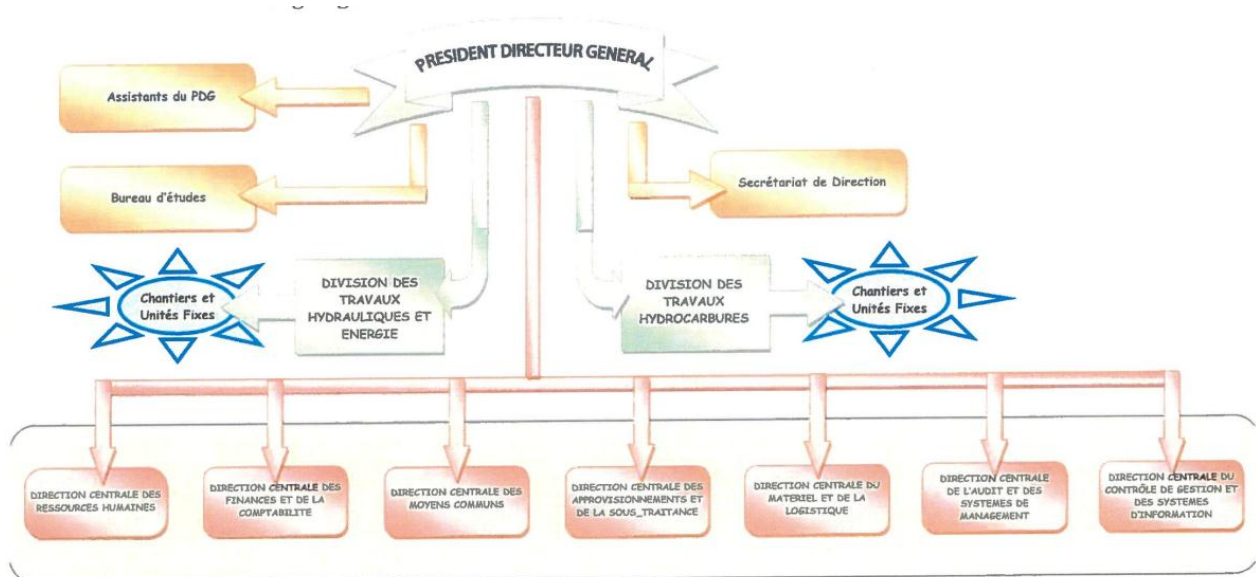 PRESIDENT DIRECTEUR GENERAL
Assistants du PDG
Bureau d'études
Secrétariat de Direction
Chantiers et
Unités Fixes
DIVISION DES
TRAVAUX
HYDRAULIQUES ET
ENERGIE
DIVISION DES
TRAVAUX
HYDROCARBURES
Chantiers et
Unités Fixes
DIRECTION CENTRALE DES
RESSOURCES HUMAINES
DIRECTION CENTRALE DES
FINANCES ET DE LA
COMPTABILITE
DIRECTION CENTRALE DES
MOYENS COMMUNS
DIRECTION CENTRALE DES
APPROVISIONNEMENTS ET
DE LA SOUS_TRAITANCE
DIRECTION CENTRALE DU
MATERIEL ET DE LA
LOGISTIQUE
DIRECTION CENTRALE
DE L'AUDIT ET DES
SYSTEMES DE
MANAGEMENT
DIRECTION CENTRALE DU
CONTRÔLE DE GESTION ET
DES SYSTEMES
D'INFORMATION